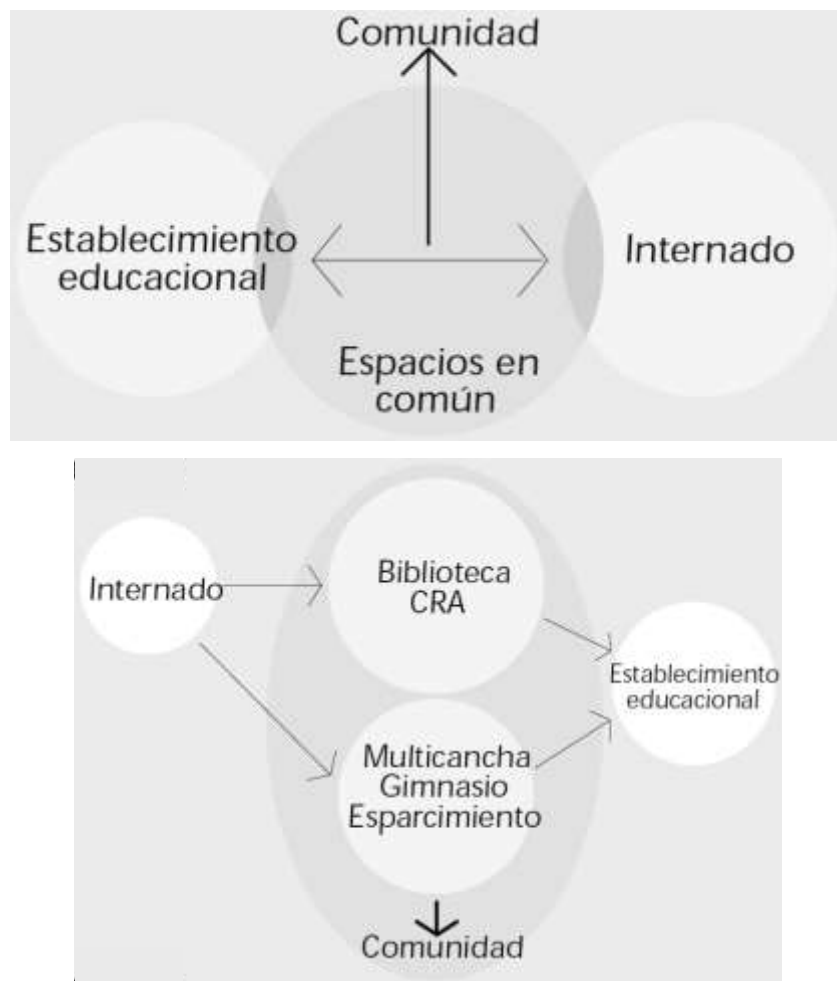 Comunidad
Establecimiento
educacional
Internado
Espacios en
común
Internado
Biblioteca
CRA
Establecimiento
educacional
Multicancha
Gimnasio
Esparcimiento
Comunidad